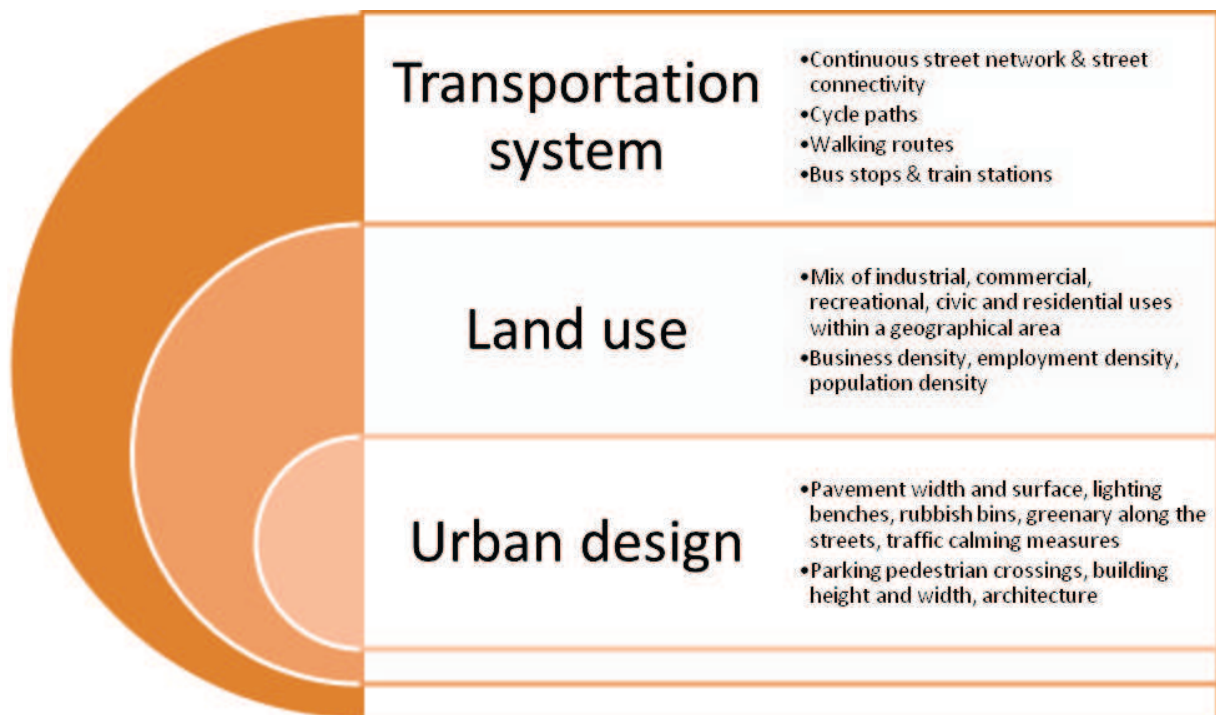 Transportation
system
•Continuous street network & street
connectivity
•Cycle paths
•Walking routes
•Bus stops & train stations
Land use
•Mix of industrial, commercial,
recreational, civic and residential uses
within a geographical area
•Business density, employment density,
population density
Urban design
•Pavement width and surface, lighting
benches, rubbish bins, greenary along the
streets, traffic calming measures
•Parking pedestrian crossings, building
height and width, architecture